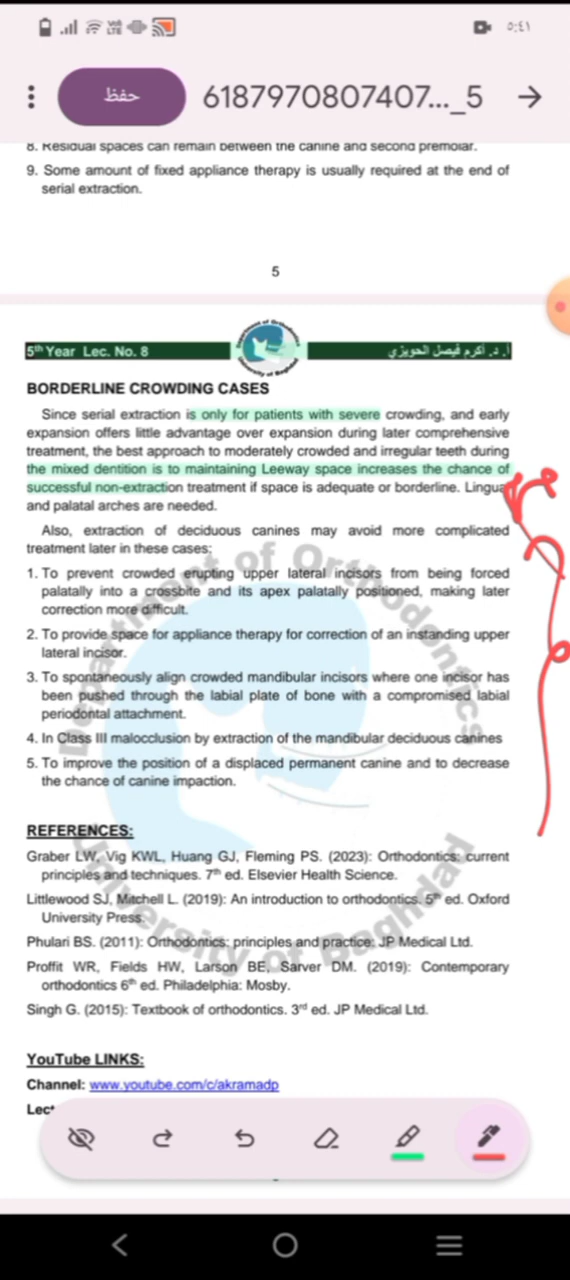 ٥:٤١
حفظ
6187970807407..._5
8. Residual spaces can remain between the canine and second premolar.
9. Some amount of fixed appliance therapy is usually required at the end of
serial extraction.
5
5th Year Lec. No. 8
أ. د. أكرم فيصل الحويزي
BORDERLINE CROWDING CASES
Since serial extraction is only for patients with severe crowding, and early
expansion offers little advantage over expansion during later comprehensive
treatment, the best approach to moderately crowded and irregular teeth during
the mixed dentition is to maintaining Leeway space increases the chance of
successful non-extraction treatment if space is adequate or borderline. Lingual
and palatal arches are needed.
Also, extraction of deciduous canines may avoid more complicated
treatment later in these cases:
1. To prevent crowded erupting upper lateral incisors from being forced
palatally into a crossbite and its apex palatally positioned, making later
correction more difficult.
2. To provide space for appliance therapy for correction of an instanding upper
lateral incisor.
3. To spontaneously align crowded mandibular incisors where one incisor has
been pushed through the labial plate of bone with a compromised labial
periodontal attachment.
4. In Class III malocclusion by extraction of the mandibular deciduous canines
5. To improve the position of a displaced permanent canine and to decrease
the chance of canine impaction.
Department of Orthodontics
University of Baghdad
REFERENCES:
Graber LW, Vig KWL, Huang GJ, Fleming PS. (2023): Orthodontics: current
principles and techniques. 7th ed. Elsevier Health Science.
Littlewood SJ, Mitchell L. (2019): An introduction to orthodontics. 5th ed. Oxford
University Press.
Phulari BS. (2011): Orthodontics: principles and practice: JP Medical Ltd.
Proffit WR, Fields HW, Larson BE, Sarver DM. (2019): Contemporary
orthodontics 6th ed. Philadelphia: Mosby.
Singh G. (2015): Textbook of orthodontics. 3rd ed. JP Medical Ltd.
YouTube LINKS:
Channel: www.youtube.com/c/akramadp